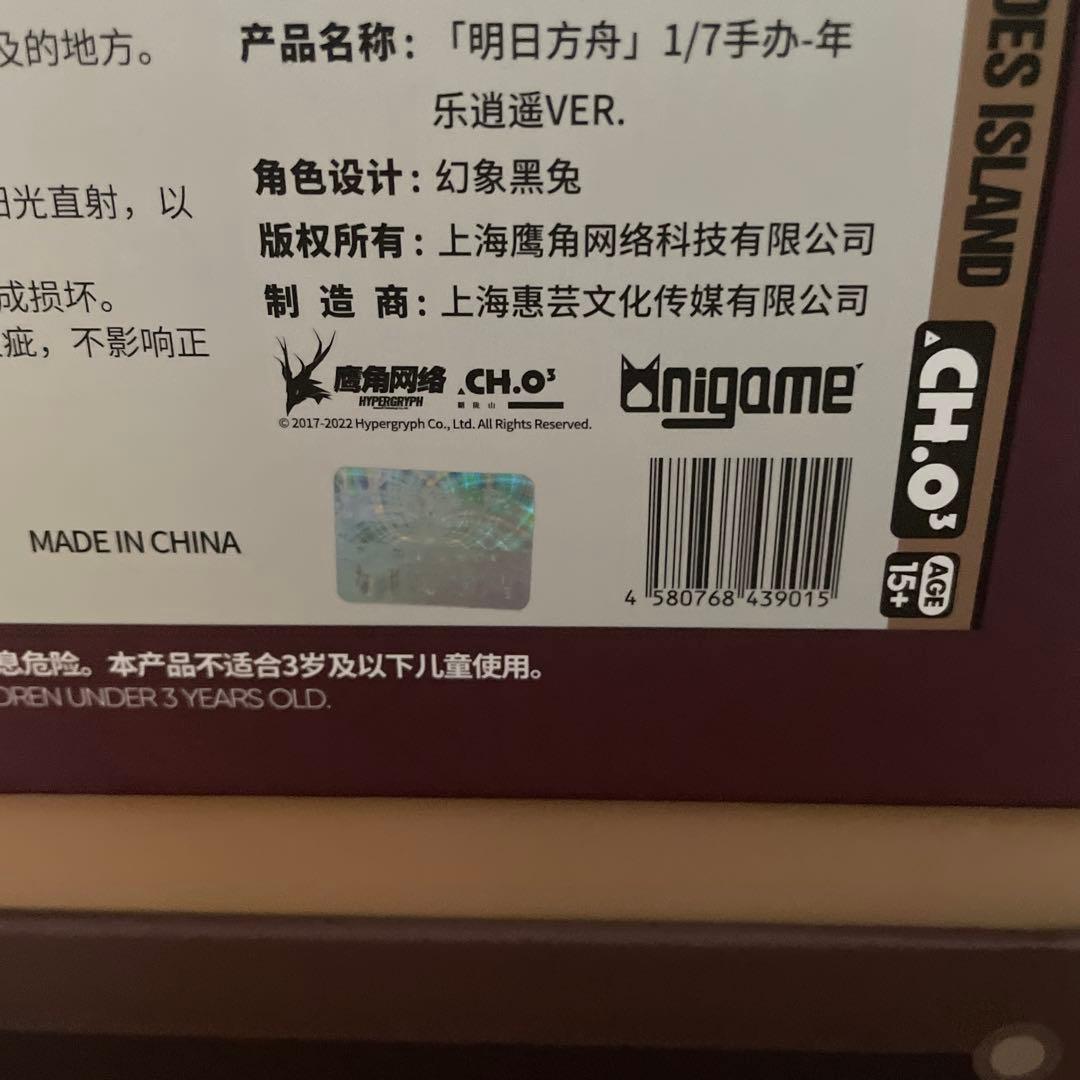 及的地方。
日光直射，以
成损坏。
疵，不影响正
产品名称：「明日方舟」1/7手办-年
乐逍遥VER.
角色设计：幻象黑兔
版权所有：上海鹰角网络科技有限公司
制 造 商：上海惠芸文化传媒有限公司
鹰角网络
HYPERGRYPH
CH.O³
Unigame
©2017-2022 Hypergryph Co., Ltd. All Rights Reserved.
MADE IN CHINA
4 580768 439015
息危险。本产品不适合3岁及以下儿童使用。
DREN UNDER 3 YEARS OLD.
DES ISLAND
CH.O³
AGE
15+